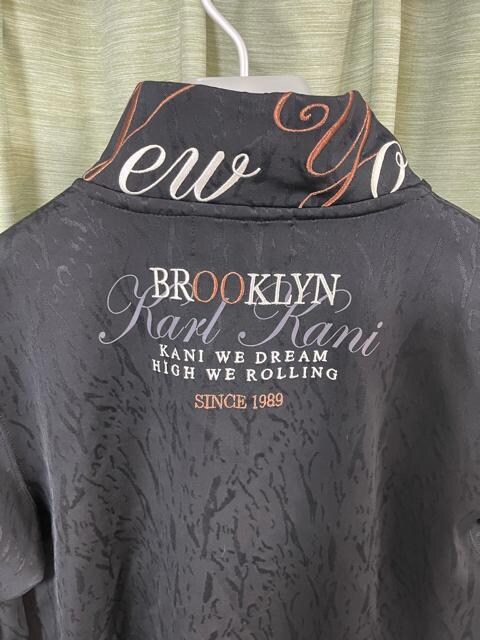 New Yo
BROOKLYN
Karl Kani
KANI WE DREAM
HIGH WE ROLLING
SINCE 1989